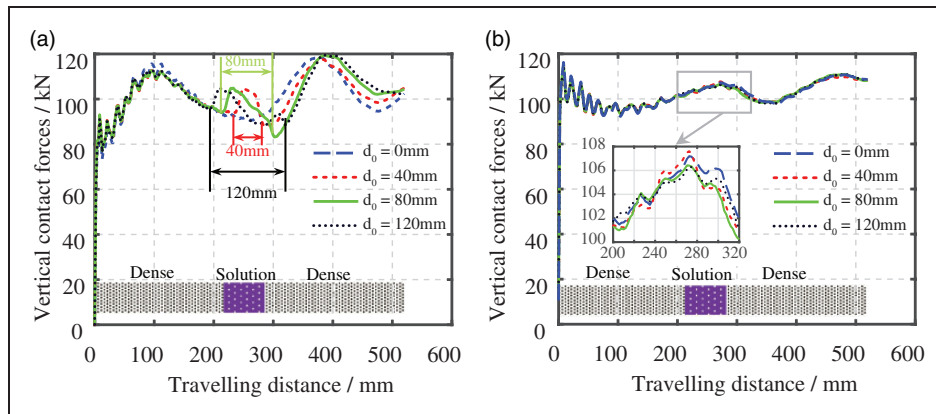 (a)
Vertical contact forces / kN
120
100
80
60
40
20
0
80mm
40mm
120mm
d₀ = 0mm
d₀ = 40mm
d₀ = 80mm
d₀ = 120mm
Dense Solution Dense
0 100 200 300 400 500 600
Travelling distance / mm
(b)
Vertical contact forces / kN
120
100
80
60
40
20
0
108
106
104
102
100
200 240 280 320
d₀ = 0mm
d₀ = 40mm
d₀ = 80mm
d₀ = 120mm
Dense Solution Dense
0 100 200 300 400 500 600
Travelling distance / mm